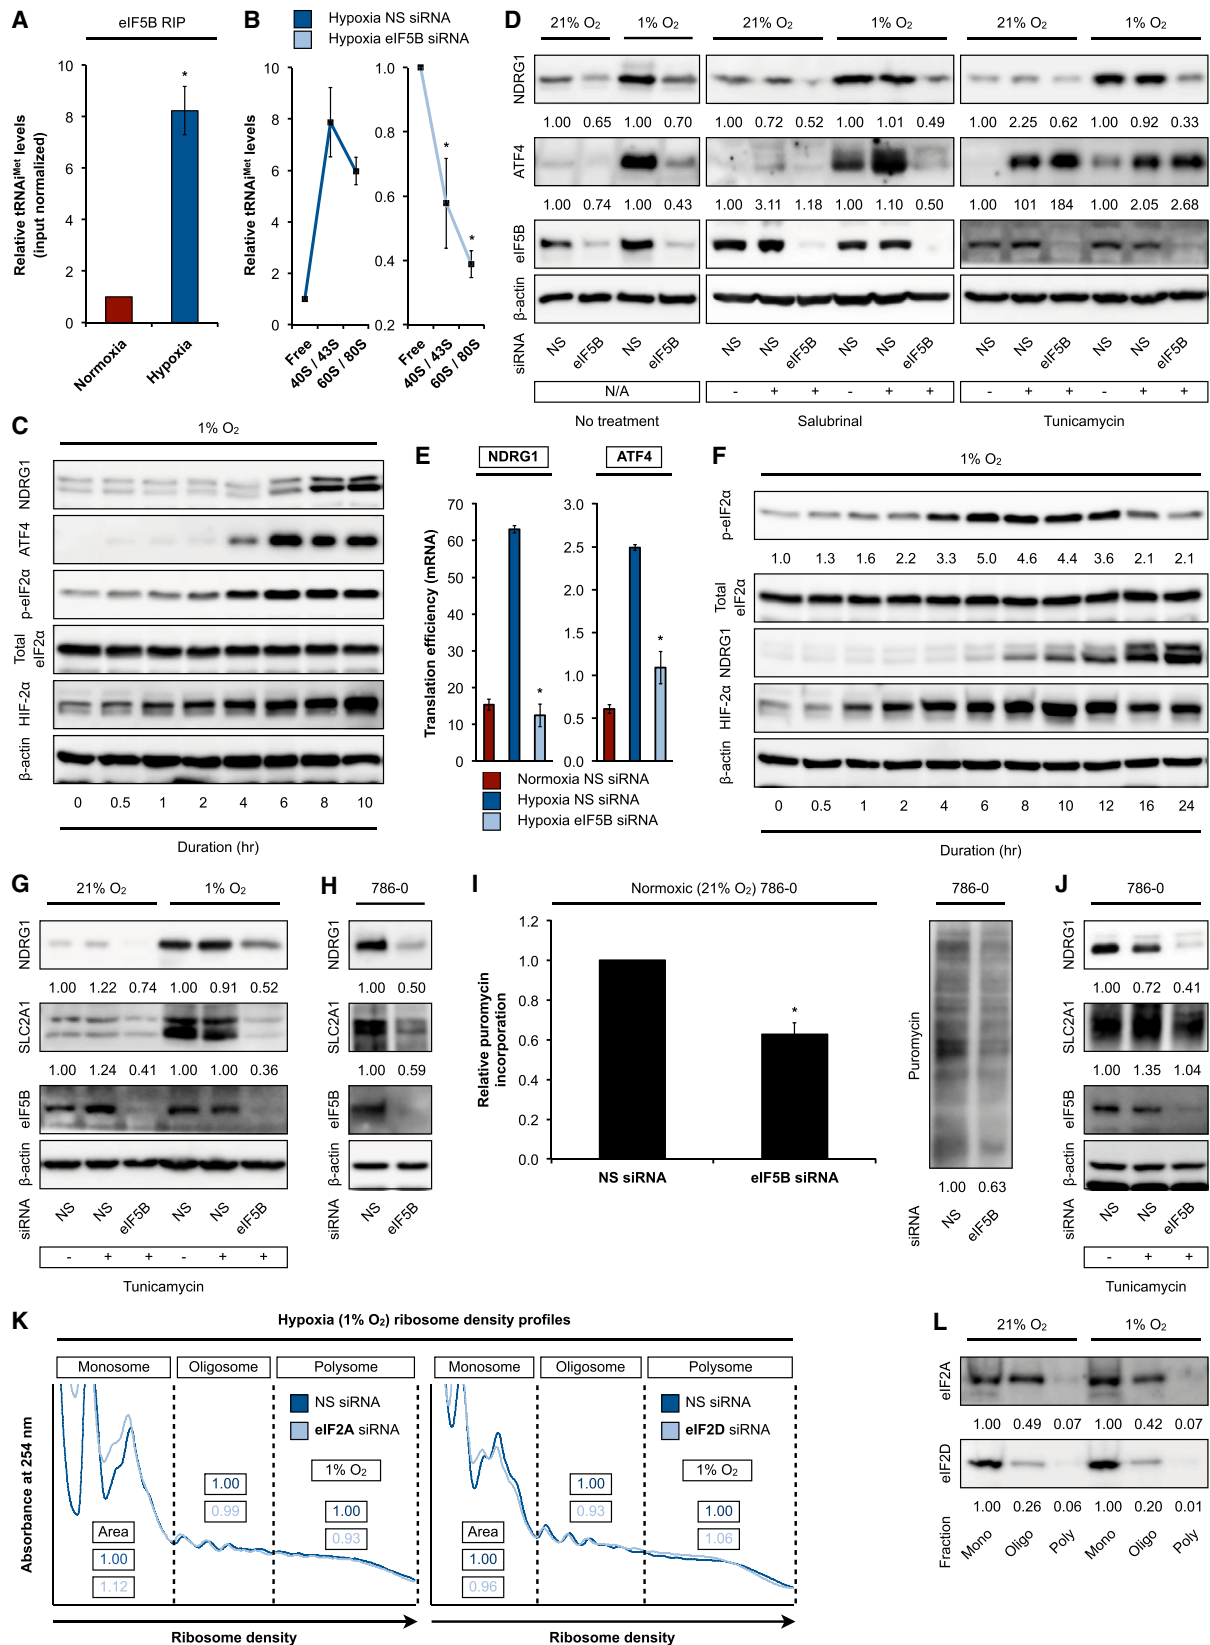 A
eIF5B RIP
Relative tRNAiMet levels
(input normalized)
10
8
6
4
2
0
*
Normoxia
Hypoxia
B
Hypoxia NS siRNA
Hypoxia eIF5B siRNA
Relative tRNAiMet levels
10
8
6
4
2
0
Free
40S / 43S
60S / 80S
1.0
0.8
0.6
0.4
0.2
*
*
Free
40S / 43S
60S / 80S
D
21% O2
1% O2
21% O2
1% O2
21% O2
1% O2
NDRG1
1.00 0.65 1.00 0.70 1.00 0.72 0.52 1.00 1.01 0.49 1.00 2.25 0.62 1.00 0.92 0.33
ATF4
1.00 0.74 1.00 0.43 1.00 3.11 1.18 1.00 1.10 0.50 1.00 101 184 1.00 2.05 2.68
eIF5B
β-actin
siRNA
NS eIF5B NS eIF5B NS NS eIF5B NS NS eIF5B NS NS eIF5B NS NS eIF5B
N/A - + + - + + - + + - + +
No treatment
Salubrinal
Tunicamycin
C
1% O2
NDRG1
ATF4
p-eIF2α
Total
eIF2α
HIF-2α
β-actin
0 0.5 1 2 4 6 8 10
Duration (hr)
E
NDRG1
ATF4
Translation efficiency (mRNA)
70
60
50
40
30
20
10
0
*
3.0
2.5
2.0
1.5
1.0
0.5
0.0
*
Normoxia NS siRNA
Hypoxia NS siRNA
Hypoxia eIF5B siRNA
F
1% O2
p-eIF2α
1.0 1.3 1.6 2.2 3.3 5.0 4.6 4.4 3.6 2.1 2.1
Total
eIF2α
NDRG1
HIF-2α
β-actin
0 0.5 1 2 4 6 8 10 12 16 24
Duration (hr)
G
21% O2
1% O2
NDRG1
1.00 1.22 0.74 1.00 0.91 0.52
SLC2A1
1.00 1.24 0.41 1.00 1.00 0.36
eIF5B
β-actin
siRNA
NS NS eIF5B NS NS eIF5B
- + + - + +
Tunicamycin
H
786-0
NDRG1
1.00 0.50
SLC2A1
1.00 0.59
eIF5B
β-actin
siRNA
NS eIF5B
I
Normoxic (21% O2) 786-0
Relative puromycin
incorporation
1.2
1.0
0.8
0.6
0.4
0.2
0.0
*
NS siRNA
eIF5B siRNA
786-0
Puromycin
1.00 0.63
siRNA
NS eIF5B
J
786-0
NDRG1
1.00 0.72 0.41
SLC2A1
1.00 1.35 1.04
eIF5B
β-actin
siRNA
NS NS eIF5B
- + +
Tunicamycin
K
Hypoxia (1% O2) ribosome density profiles
Absorbance at 254 nm
Monosome
Oligosome
Polysome
NS siRNA
eIF2A siRNA
1% O2
Area
1.00
1.12
1.00
0.99
1.00
0.93
Ribosome density
Monosome
Oligosome
Polysome
NS siRNA
eIF2D siRNA
1% O2
Area
1.00
0.96
1.00
0.93
1.00
1.06
Ribosome density
L
21% O2
1% O2
eIF2A
1.00 0.49 0.07 1.00 0.42 0.07
eIF2D
1.00 0.26 0.06 1.00 0.20 0.01
Fraction
Mono Oligo Poly Mono Oligo Poly